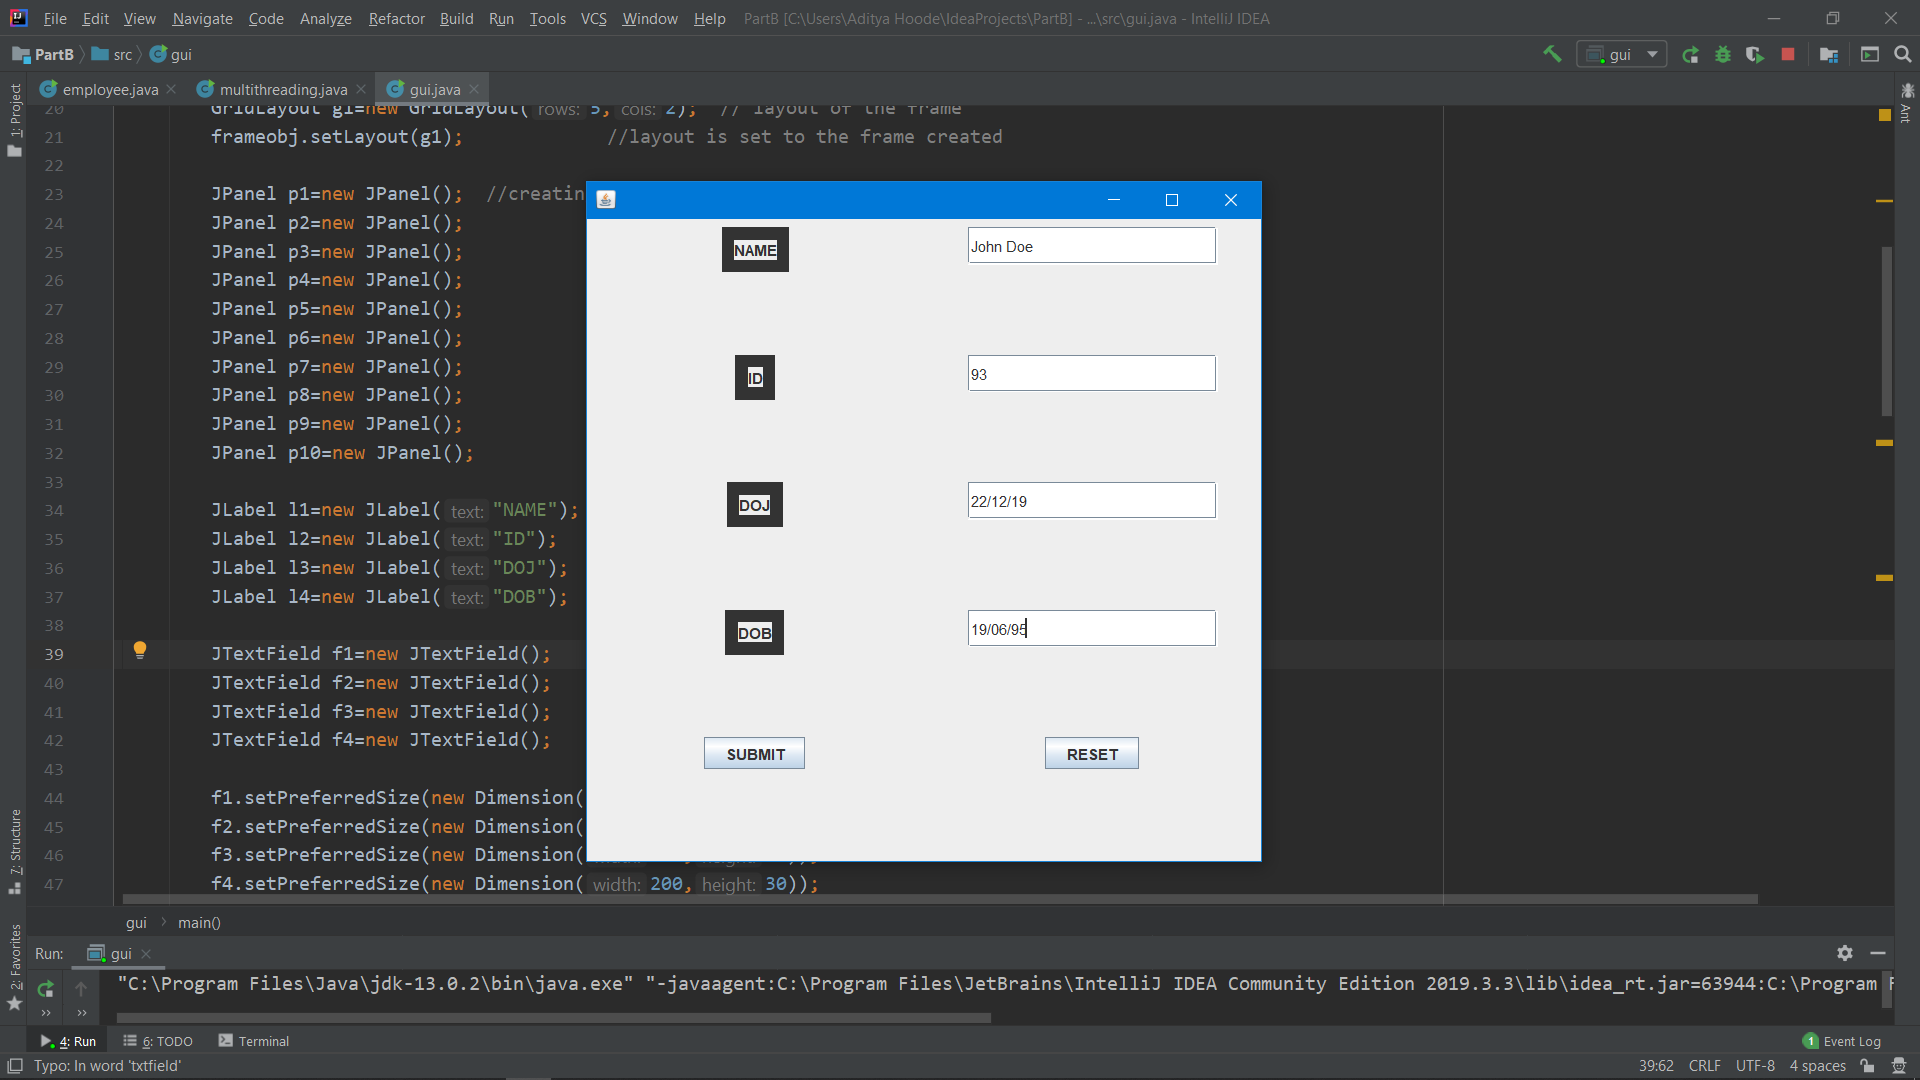 File Edit View Navigate Code Analyze Refactor Build Run Tools VCS Window Help PartB [C:\Users\Aditya Hoode\IdeaProjects\PartB] - ...\src\gui.java - IntelliJ IDEA
PartB src gui
gui
employee.java multithreading.java gui.java
1: Project
Ant
20 GridLayout g1=new GridLayout( rows: 5, cols: 2); // layout of the frame
21 frameobj.setLayout(g1); //layout is set to the frame created
22
23 JPanel p1=new JPanel(); //creatin
24 JPanel p2=new JPanel();
25 JPanel p3=new JPanel();
26 JPanel p4=new JPanel();
27 JPanel p5=new JPanel();
28 JPanel p6=new JPanel();
29 JPanel p7=new JPanel();
30 JPanel p8=new JPanel();
31 JPanel p9=new JPanel();
32 JPanel p10=new JPanel();
33
34 JLabel l1=new JLabel( text: "NAME");
35 JLabel l2=new JLabel( text: "ID");
36 JLabel l3=new JLabel( text: "DOJ");
37 JLabel l4=new JLabel( text: "DOB");
38
39 JTextField f1=new JTextField();
40 JTextField f2=new JTextField();
41 JTextField f3=new JTextField();
42 JTextField f4=new JTextField();
43
44 f1.setPreferredSize(new Dimension(
45 f2.setPreferredSize(new Dimension(
46 f3.setPreferredSize(new Dimension(
47 f4.setPreferredSize(new Dimension( width: 200, height: 30));
NAME John Doe
ID 93
DOJ 22/12/19
DOB 19/06/95
SUBMIT RESET
7: Structure
2: Favorites
gui main()
Run: gui
"C:\Program Files\Java\jdk-13.0.2\bin\java.exe" "-javaagent:C:\Program Files\JetBrains\IntelliJ IDEA Community Edition 2019.3.3\lib\idea_rt.jar=63944:C:\Program F
4: Run 6: TODO Terminal 1 Event Log
Typo: In word 'txtfield' 39:62 CRLF UTF-8 4 spaces